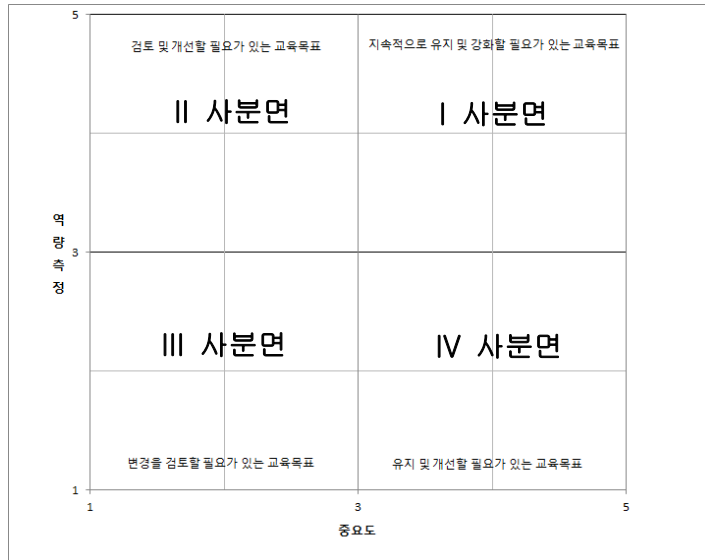 5
검토 및 개선할 필요가 있는 교육목표
지속적으로 유지 및 강화할 필요가 있는 교육목표
II 사분면
I 사분면
역
량
측
정
3
III 사분면
IV 사분면
변경을 검토할 필요가 있는 교육목표
유지 및 개선할 필요가 있는 교육목표
1
1
3
5
중요도